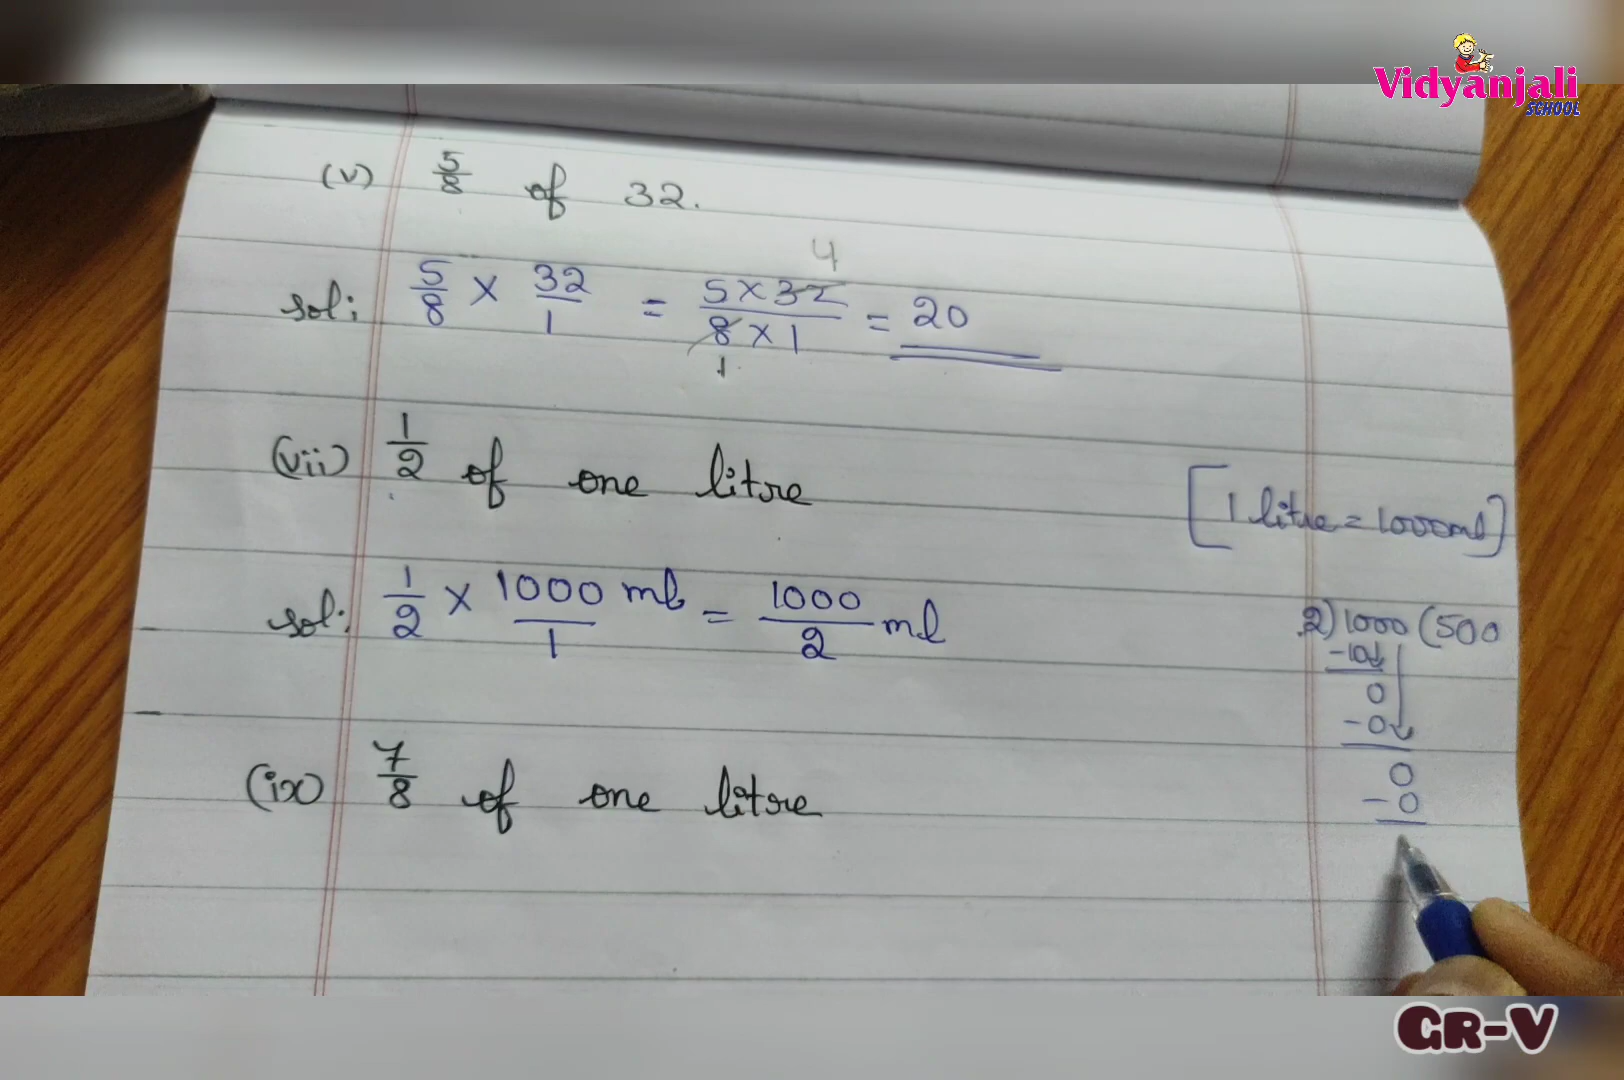 Vidyanjali
SCHOOL
(v) 5/8 of 32.
sol: 5/8 × 32/1 = 5×32/8×1 = 20
4
1
(vii) 1/2 of one litre
[1 litre = 1000ml]
sol: 1/2 × 1000 ml/1 = 1000/2 ml
2)1000(500
-10↓
0
-0↓
0
-0
(ix) 7/8 of one litre
GR-V